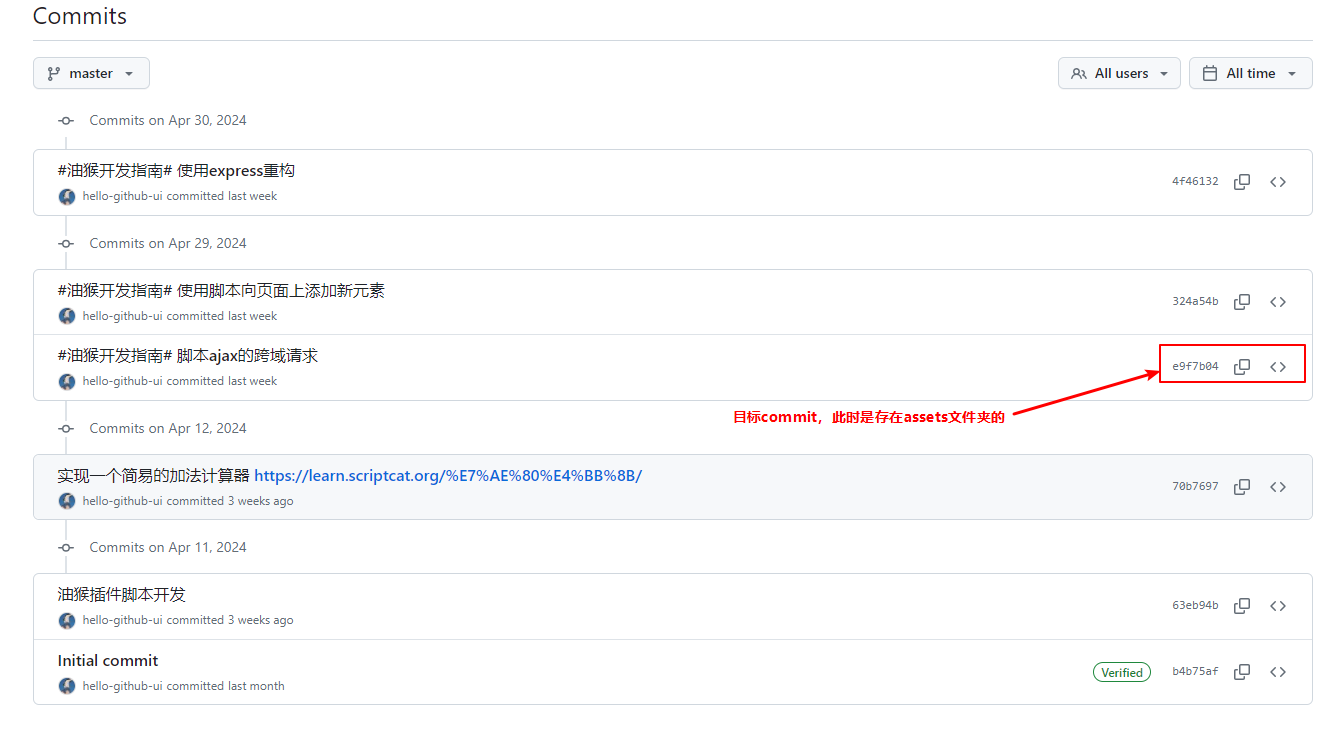 Commits
master
All users
All time
Commits on Apr 30, 2024
#油猴开发指南# 使用express重构
hello-github-ui committed last week
4f46132
Commits on Apr 29, 2024
#油猴开发指南# 使用脚本向页面上添加新元素
hello-github-ui committed last week
324a54b
#油猴开发指南# 脚本ajax的跨域请求
hello-github-ui committed last week
e9f7b04
目标commit，此时是存在assets文件夹的
Commits on Apr 12, 2024
实现一个简易的加法计算器 https://learn.scriptcat.org/%E7%AE%80%E4%BB%8B/
hello-github-ui committed 3 weeks ago
70b7697
Commits on Apr 11, 2024
油猴插件脚本开发
hello-github-ui committed 3 weeks ago
63eb94b
Initial commit
hello-github-ui committed last month
Verified
b4b75af